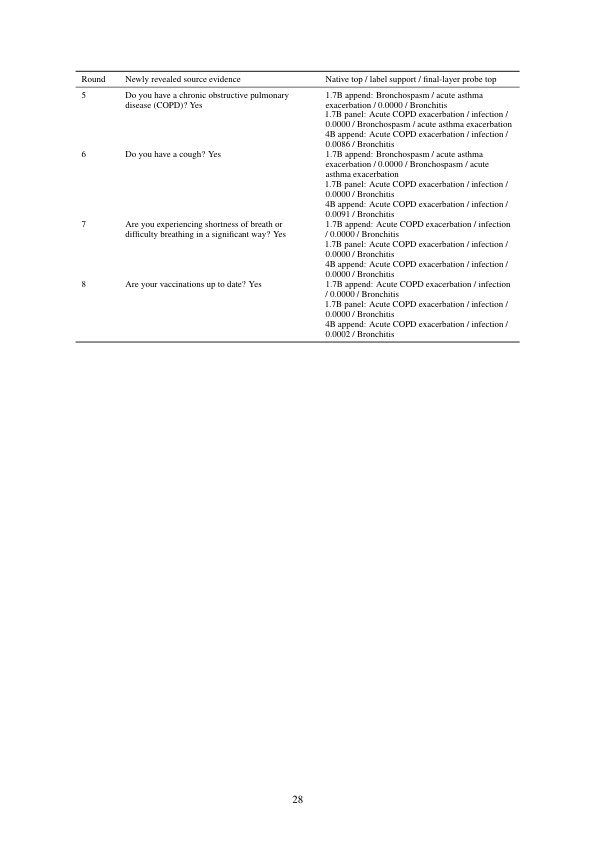 Round Newly revealed source evidence Native top / label support / final-layer probe top
5 Do you have a chronic obstructive pulmonary
disease (COPD)? Yes
1.7B append: Bronchospasm / acute asthma
exacerbation / 0.0000 / Bronchitis
1.7B panel: Acute COPD exacerbation / infection /
0.0000 / Bronchospasm / acute asthma exacerbation
4B append: Acute COPD exacerbation / infection /
0.0086 / Bronchitis
6 Do you have a cough? Yes
1.7B append: Bronchospasm / acute asthma
exacerbation / 0.0000 / Bronchospasm / acute
asthma exacerbation
1.7B panel: Acute COPD exacerbation / infection /
0.0000 / Bronchitis
4B append: Acute COPD exacerbation / infection /
0.0091 / Bronchitis
7 Are you experiencing shortness of breath or
difficulty breathing in a significant way? Yes
1.7B append: Acute COPD exacerbation / infection
/ 0.0000 / Bronchitis
1.7B panel: Acute COPD exacerbation / infection /
0.0000 / Bronchitis
4B append: Acute COPD exacerbation / infection /
0.0000 / Bronchitis
8 Are your vaccinations up to date? Yes
1.7B append: Acute COPD exacerbation / infection
/ 0.0000 / Bronchitis
1.7B panel: Acute COPD exacerbation / infection /
0.0000 / Bronchitis
4B append: Acute COPD exacerbation / infection /
0.0002 / Bronchitis
28